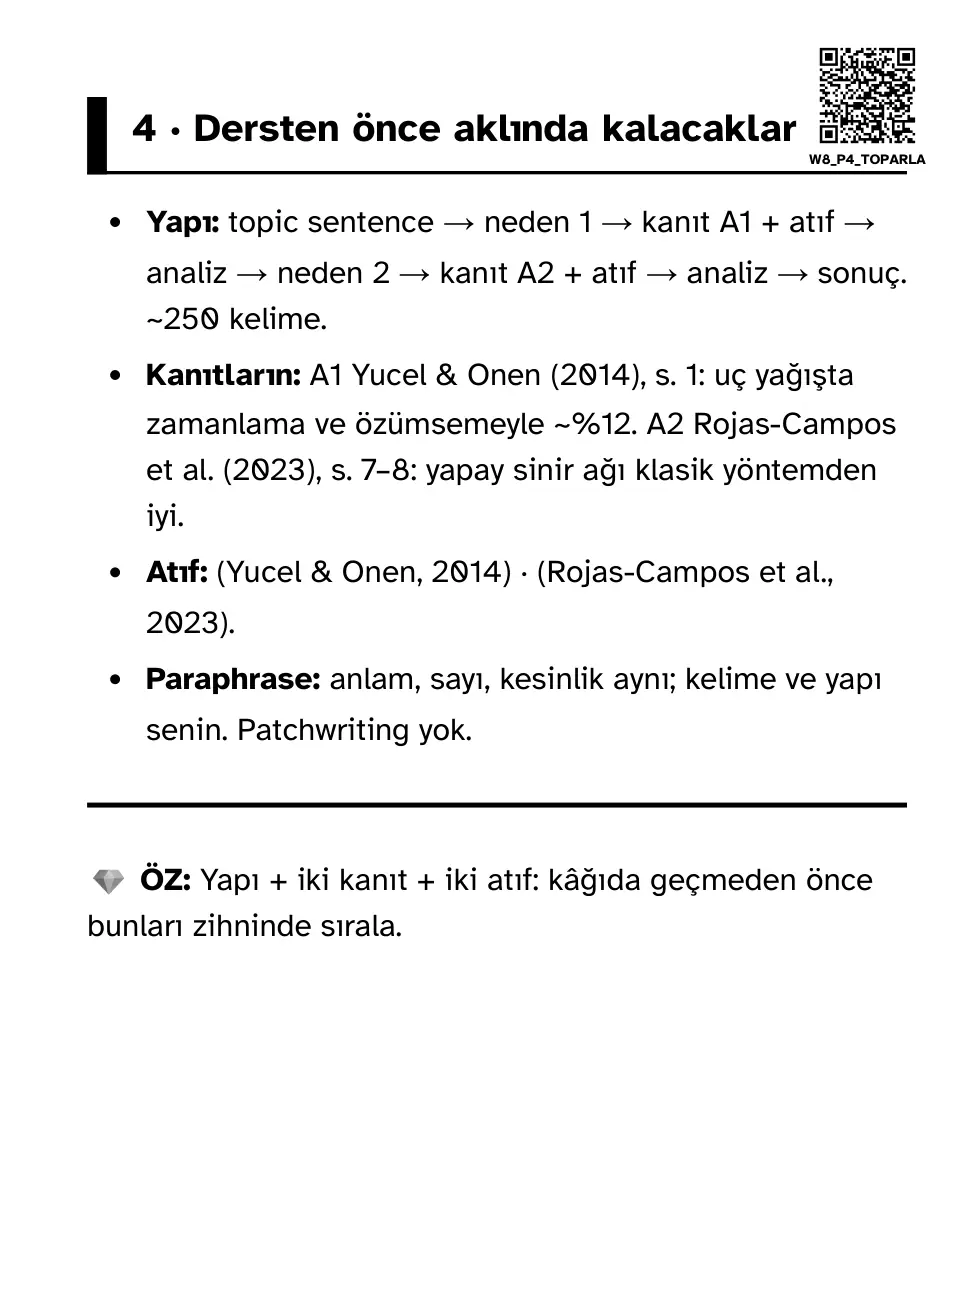 W8_P4_TOPARLA
4 · Dersten önce aklında kalacaklar
• Yapı: topic sentence → neden 1 → kanıt A1 + atıf →
analiz → neden 2 → kanıt A2 + atıf → analiz → sonuç.
~250 kelime.
• Kanıtların: A1 Yucel & Onen (2014), s. 1: uç yağışta
zamanlama ve özümsemeyle ~%12. A2 Rojas-Campos
et al. (2023), s. 7–8: yapay sinir ağı klasik yöntemden
iyi.
• Atıf: (Yucel & Onen, 2014) · (Rojas-Campos et al.,
2023).
• Paraphrase: anlam, sayı, kesinlik aynı; kelime ve yapı
senin. Patchwriting yok.
ÖZ: Yapı + iki kanıt + iki atıf: kâğıda geçmeden önce
bunları zihninde sırala.